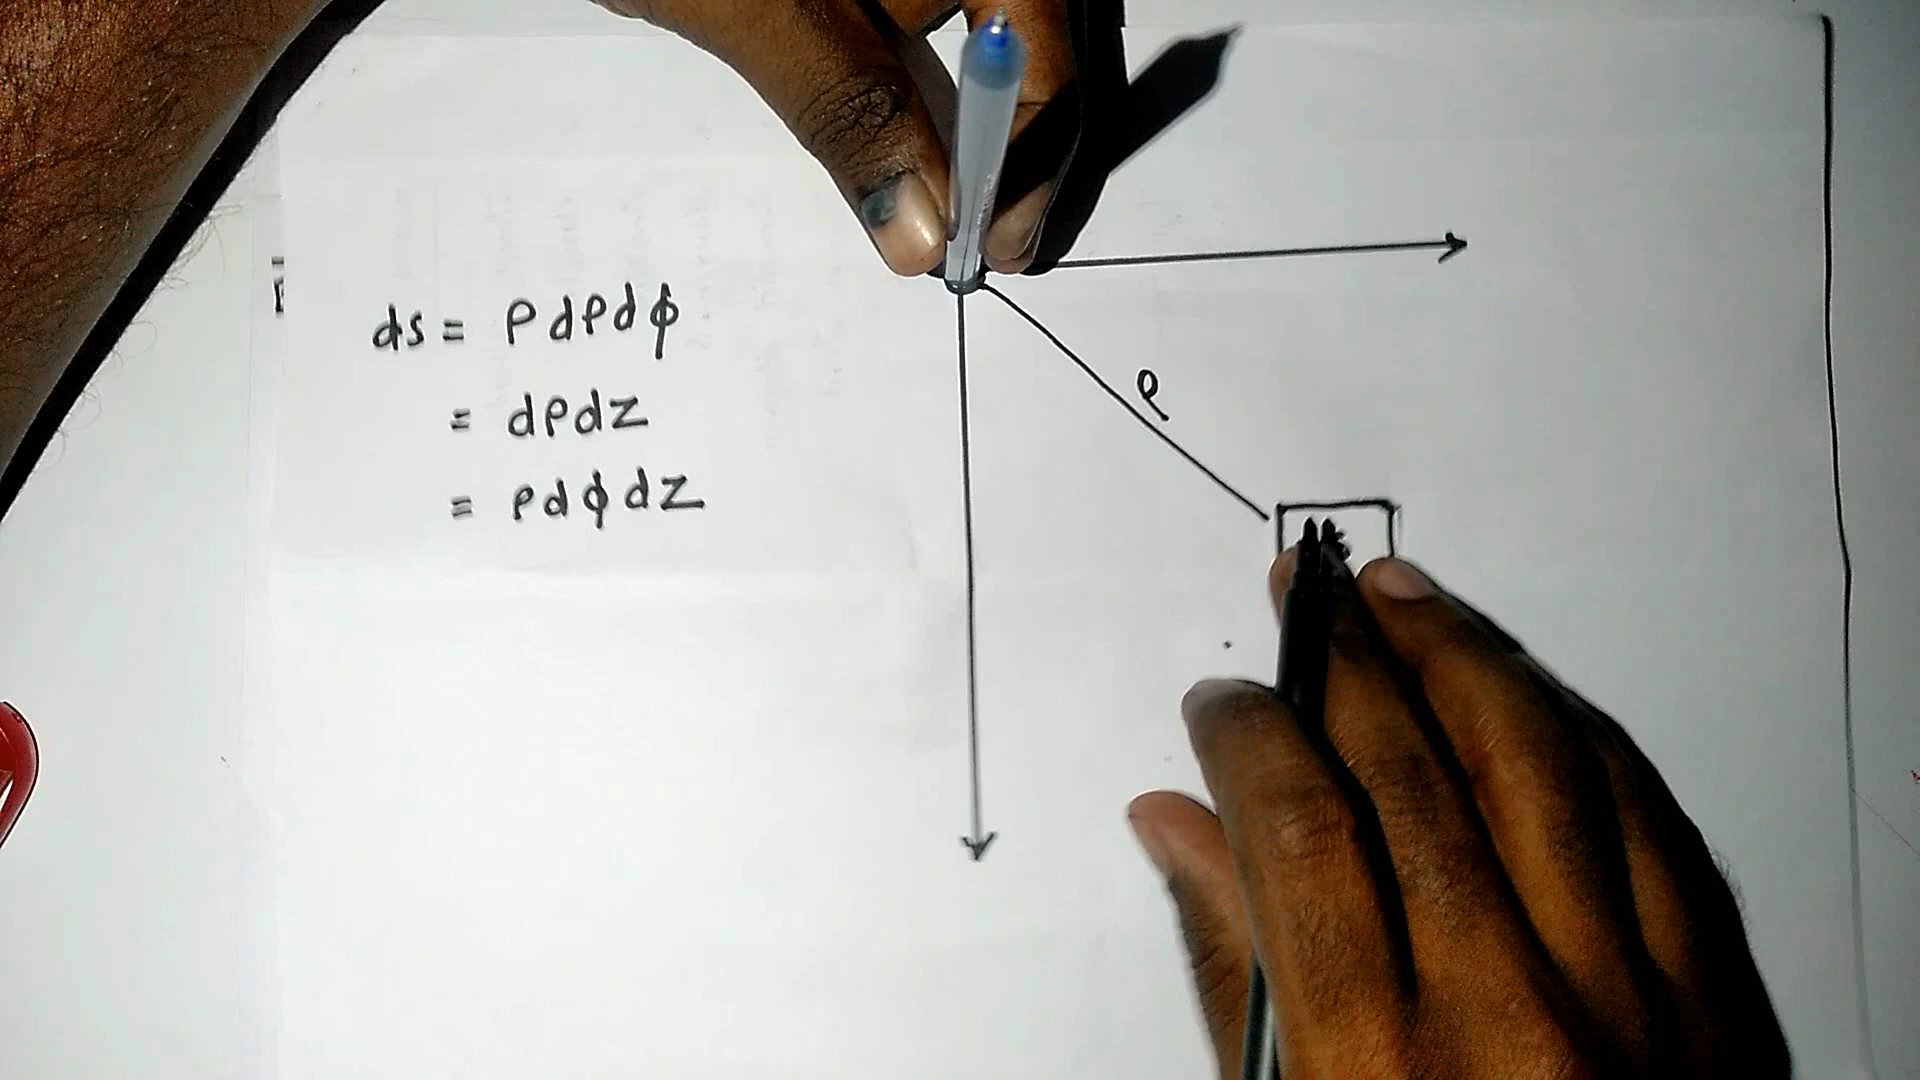 ds = ρdρdϕ
= dρdz
= ρdϕdz
ρ